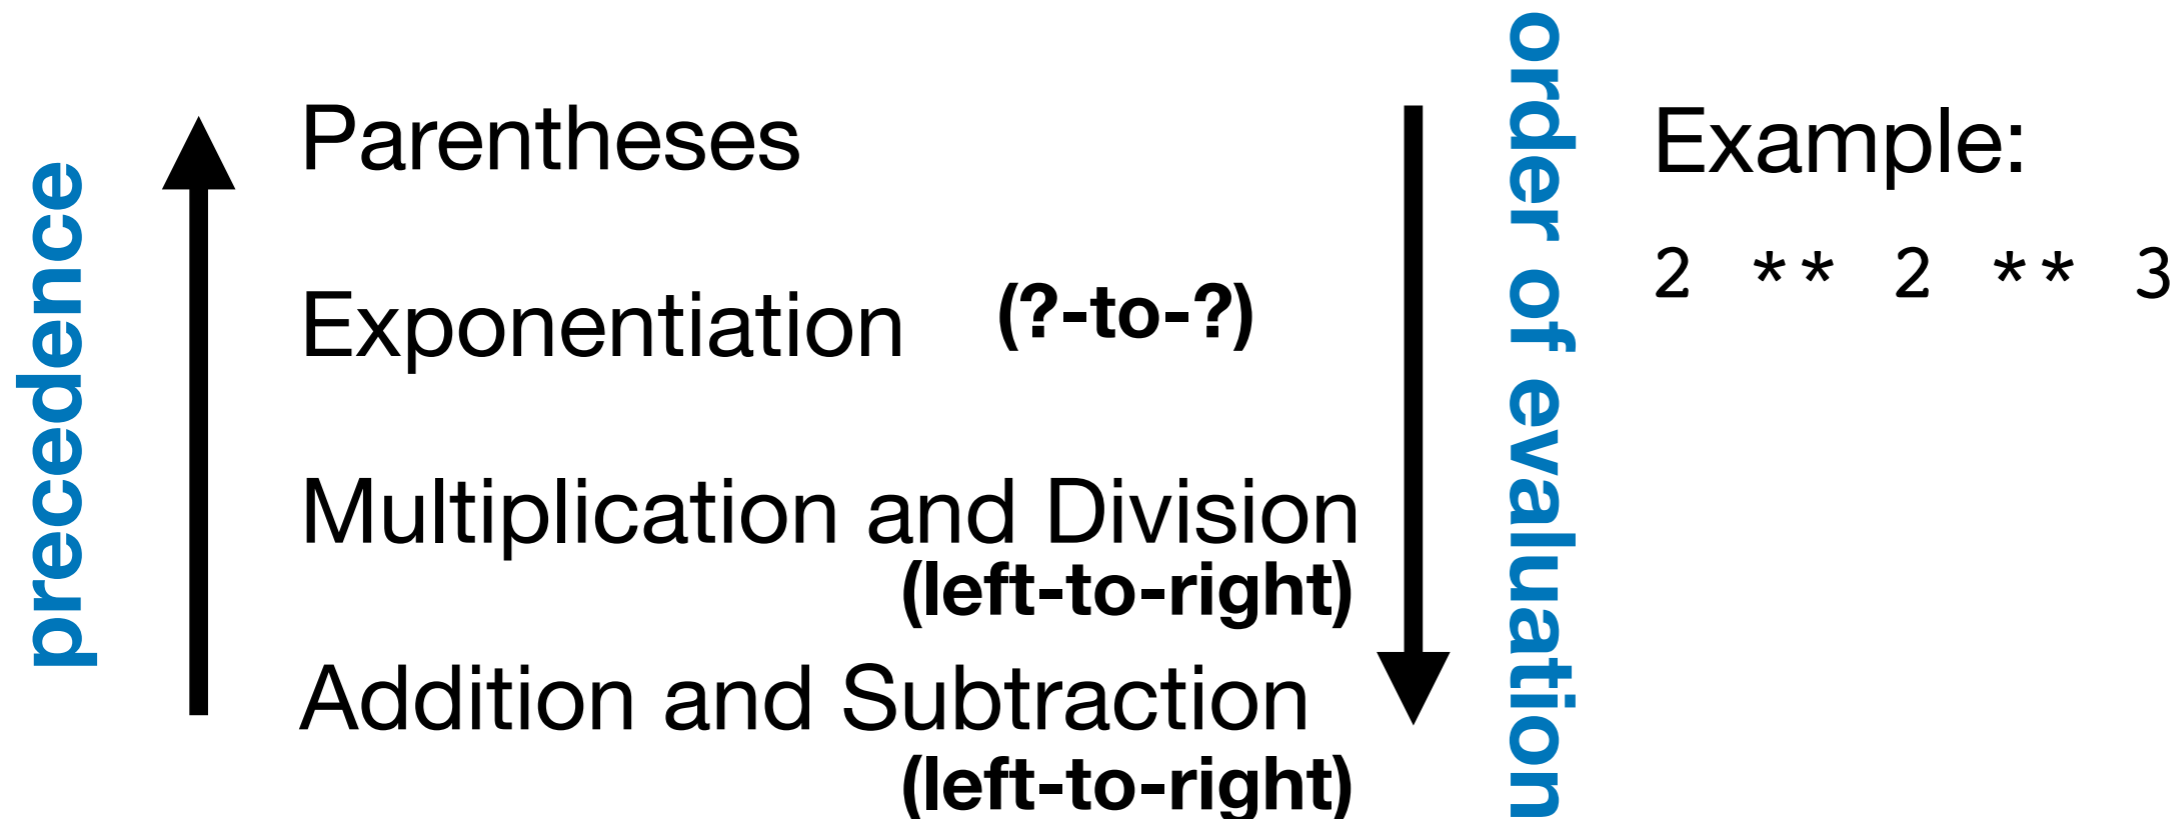 precedence
Parentheses
Exponentiation (?-to-?)
Multiplication and Division
(left-to-right)
Addition and Subtraction
(left-to-right)
order of evaluation
Example:
2 ** 2 ** 3